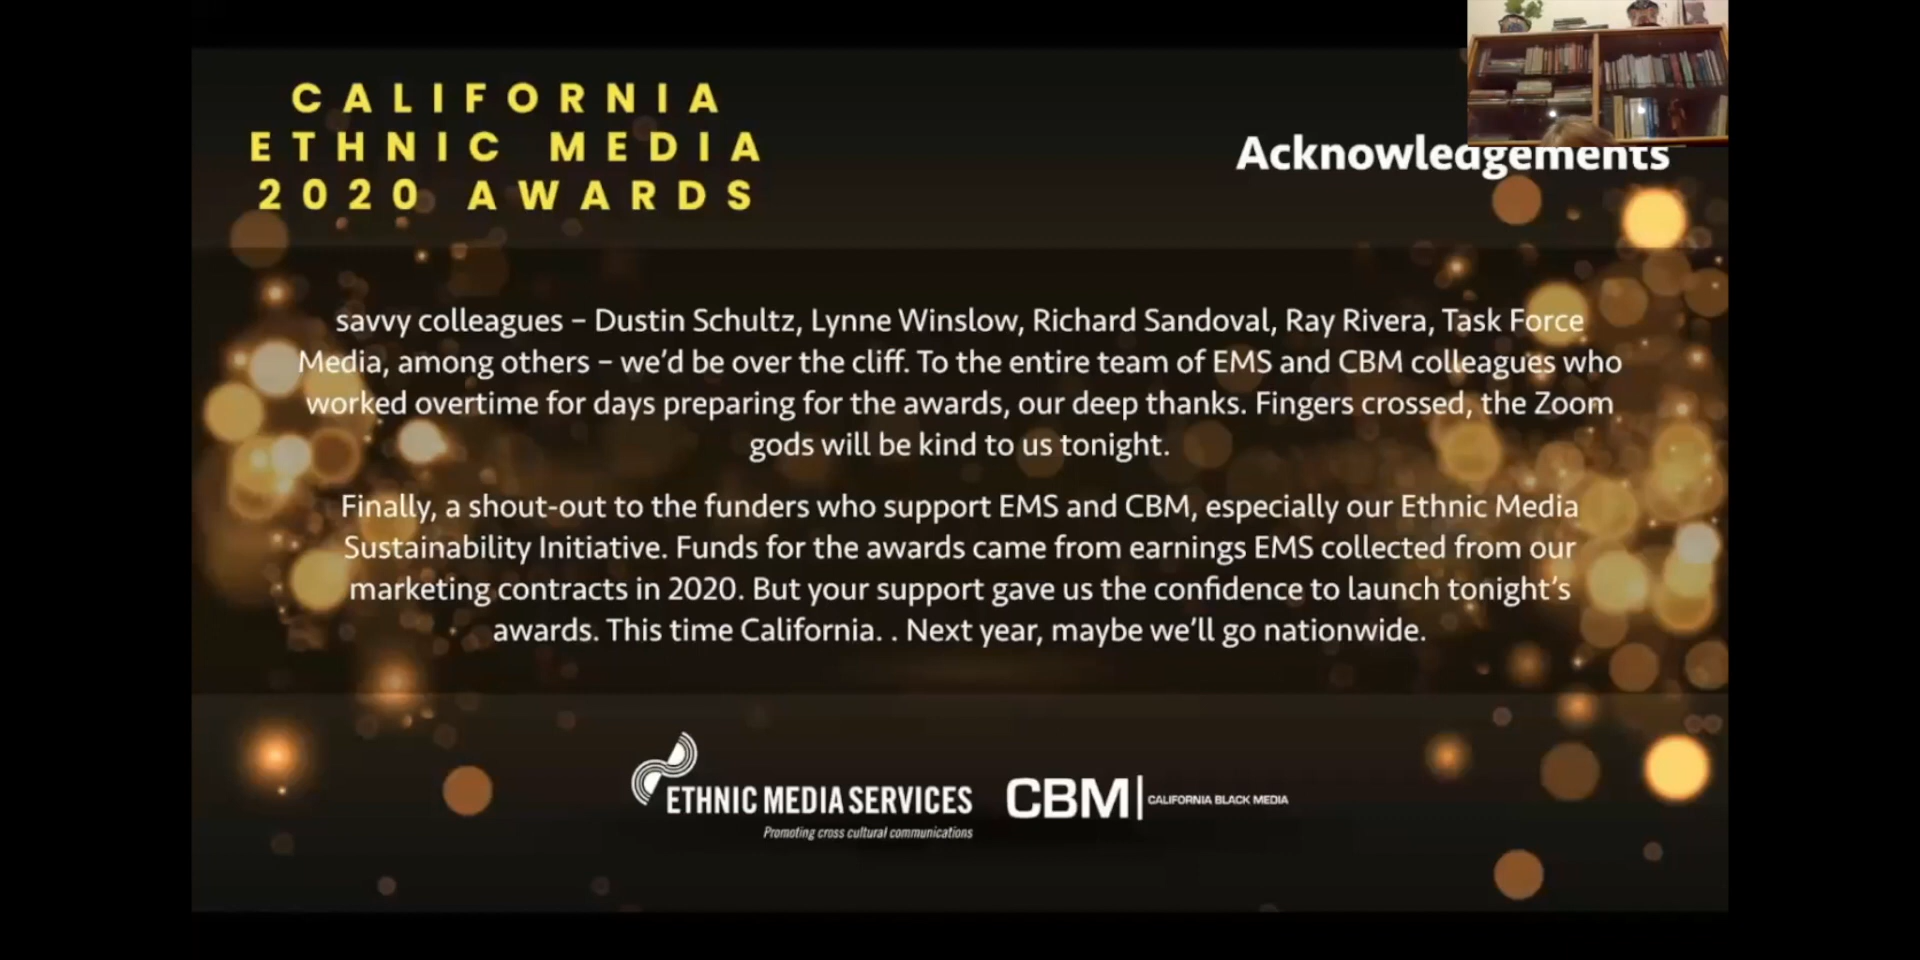 CALIFORNIA
ETHNIC MEDIA
2020 AWARDS
Acknowledgements
savvy colleagues – Dustin Schultz, Lynne Winslow, Richard Sandoval, Ray Rivera, Task Force
Media, among others – we’d be over the cliff. To the entire team of EMS and CBM colleagues who
worked overtime for days preparing for the awards, our deep thanks. Fingers crossed, the Zoom
gods will be kind to us tonight.
Finally, a shout-out to the funders who support EMS and CBM, especially our Ethnic Media
Sustainability Initiative. Funds for the awards came from earnings EMS collected from our
marketing contracts in 2020. But your support gave us the confidence to launch tonight’s
awards. This time California. . Next year, maybe we’ll go nationwide.
ETHNIC MEDIA SERVICES
Promoting cross cultural communications
CBM
CALIFORNIA BLACK MEDIA